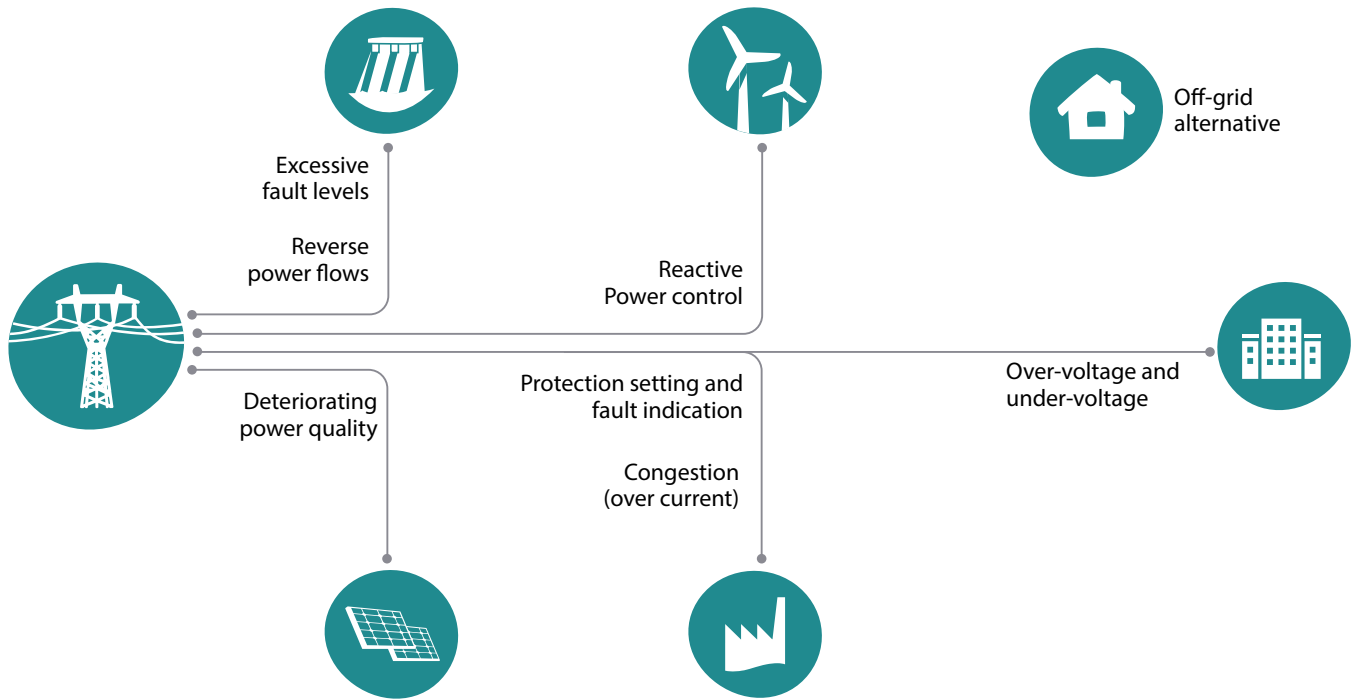 Off-grid
alternative
Excessive
fault levels
Reverse
power flows
Reactive
Power control
Deteriorating
power quality
Protection setting and
fault indication
Over-voltage and
under-voltage
Congestion
(over current)